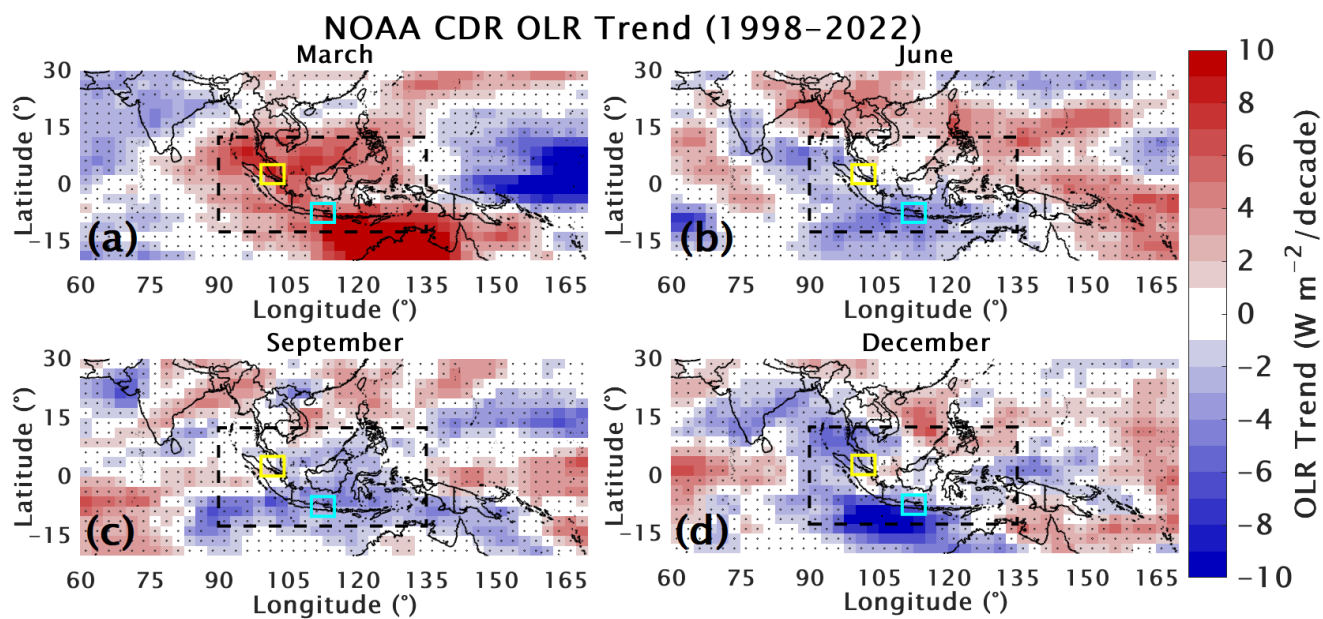 NOAA CDR OLR Trend (1998–2022)
March
June
30
15
0
−15
Latitude (°)
(a)
60 75 90 105 120 135 150 165
Longitude (°)
30
15
0
−15
Latitude (°)
(b)
60 75 90 105 120 135 150 165
Longitude (°)
September
December
30
15
0
−15
Latitude (°)
(c)
60 75 90 105 120 135 150 165
Longitude (°)
30
15
0
−15
Latitude (°)
(d)
60 75 90 105 120 135 150 165
Longitude (°)
10
8
6
4
2
0
−2
−4
−6
−8
−10
OLR Trend (W m⁻²/decade)